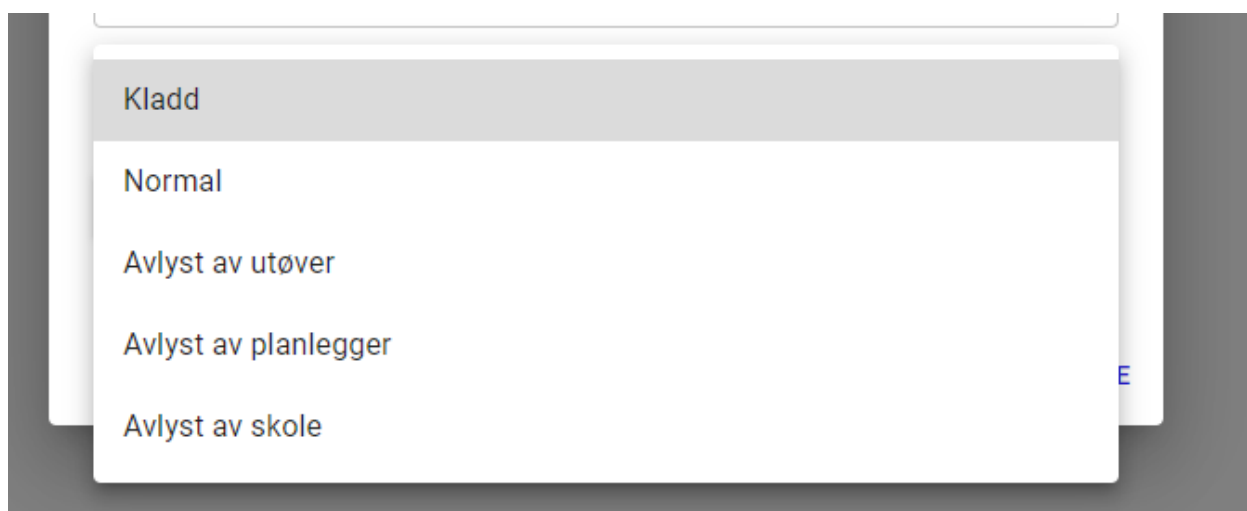 Kladd
Normal
Avlyst av utøver
Avlyst av planlegger
E
Avlyst av skole